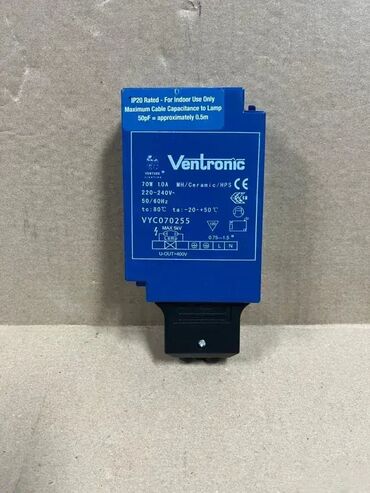 IP20 Rated - For Indoor Use Only
Maximum Cable Capacitance to Lamp
50pF = approximately 0.5m
VENTURE
LIGHTING
Ventronic
70W 1.0A MH/Ceramic/HPS
220-240V~
50/60Hz
tc:80°C ta:-20-+50°C
VYC070255
MAX.5kV
0.75-1.5
L N
U-OUT=400V